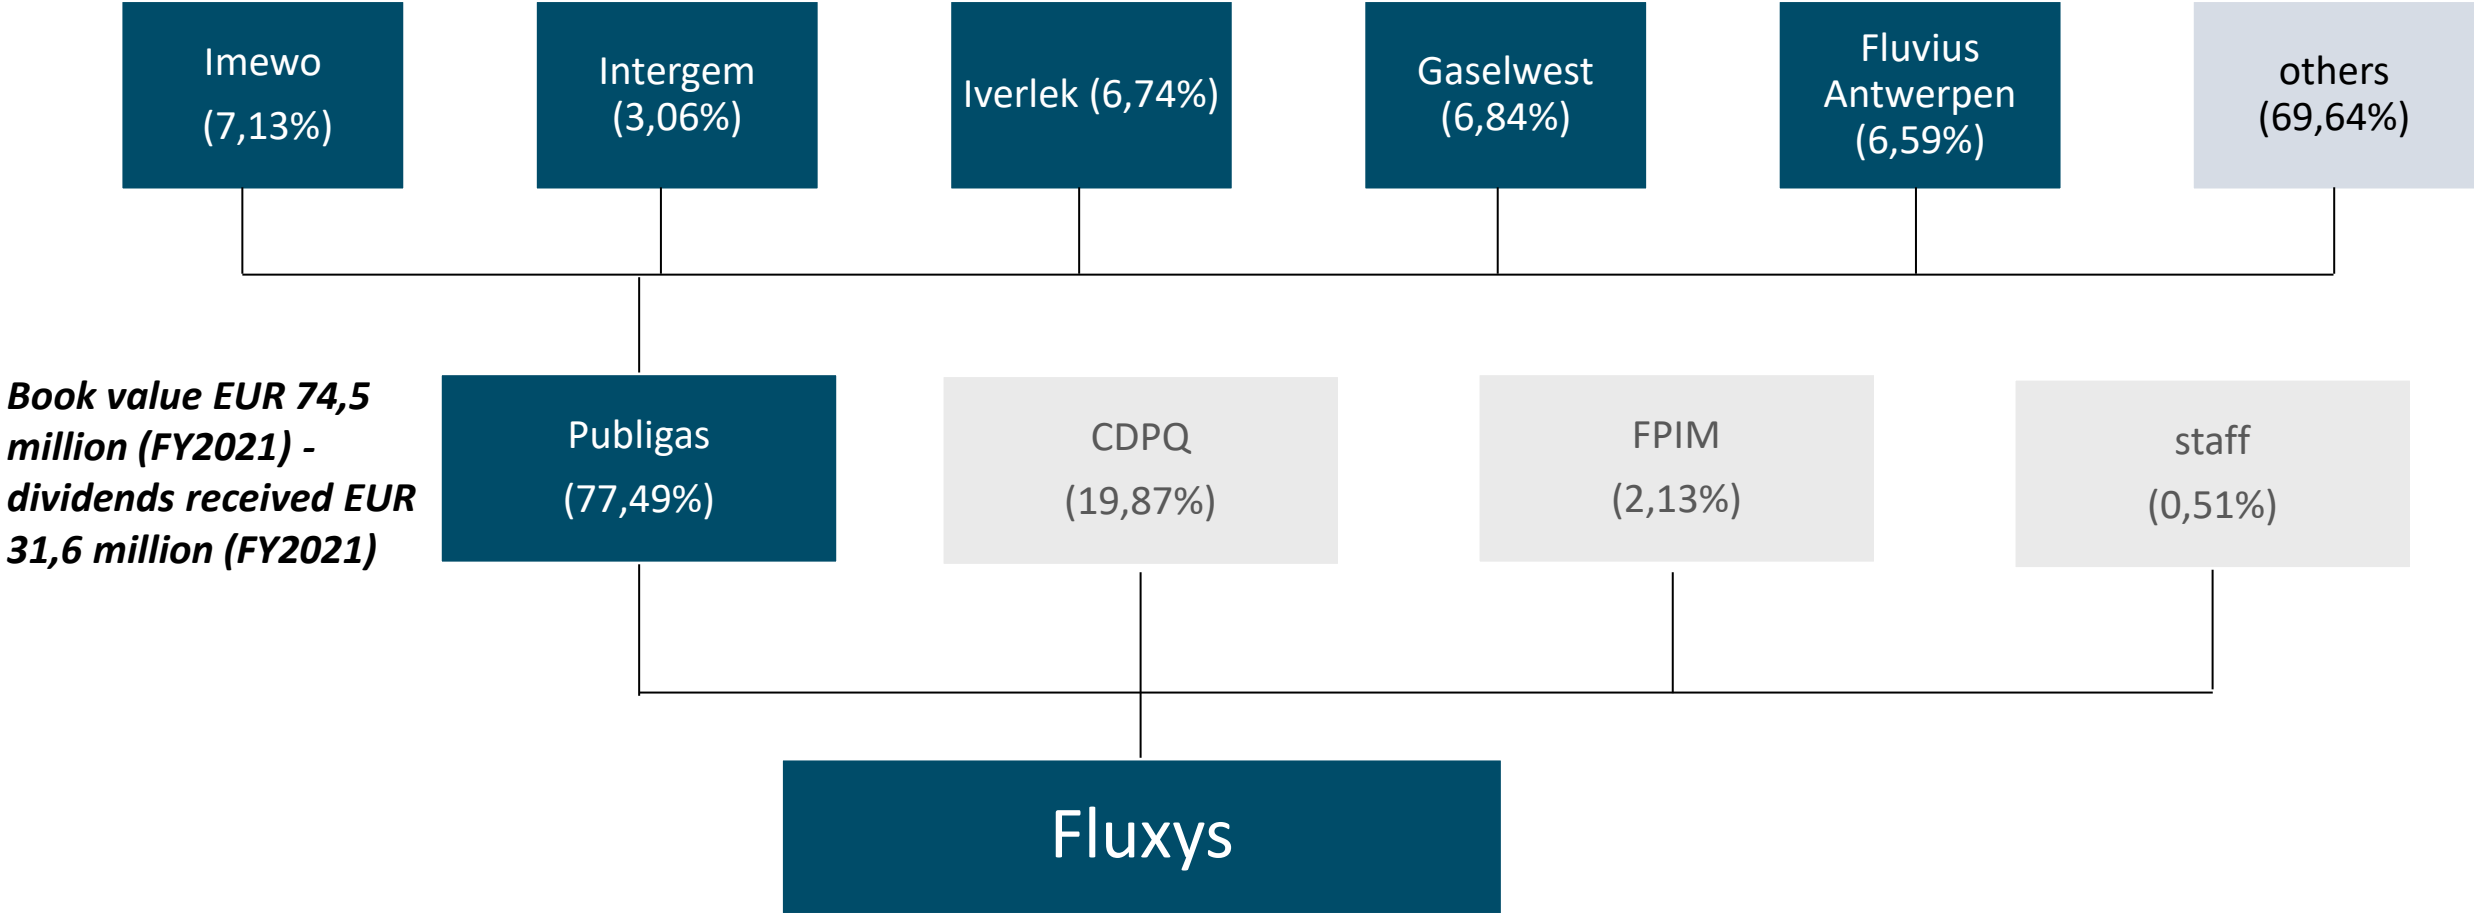 Imewo
(7,13%)
Intergem
(3,06%)
Iverlek (6,74%)
Gaselwest
(6,84%)
Fluvius
Antwerpen
(6,59%)
others
(69,64%)
Book value EUR 74,5
million (FY2021) -
dividends received EUR
31,6 million (FY2021)
Publigas
(77,49%)
CDPQ
(19,87%)
FPIM
(2,13%)
staff
(0,51%)
Fluxys